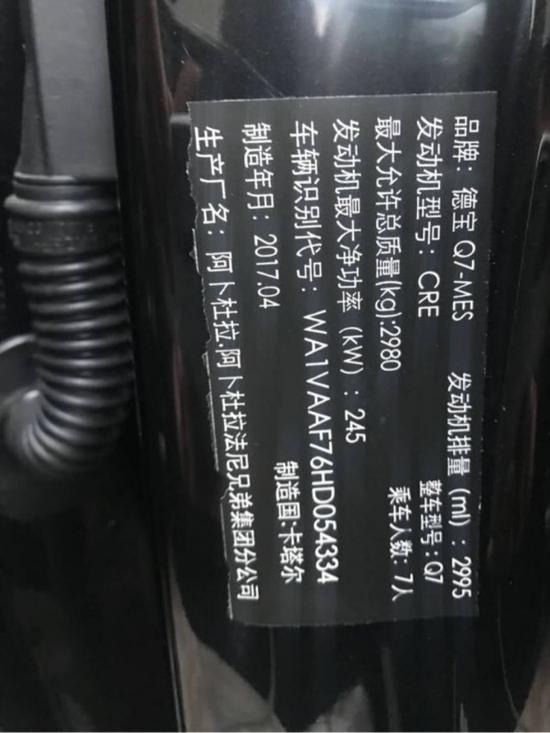 品牌：德宝 Q7-MES 发动机排量 (ml)：2995
发动机型号：CRE 整车型号：Q7
最大允许总质量(kg):2980 乘车人数：7人
发动机最大净功率 (kW)：245
车辆识别代号：WA1VAAF76HD054334
制造年月：2017.04 制造国:卡塔尔
生产厂名：阿卜杜拉.阿卜杜拉法尼兄弟集团分公司